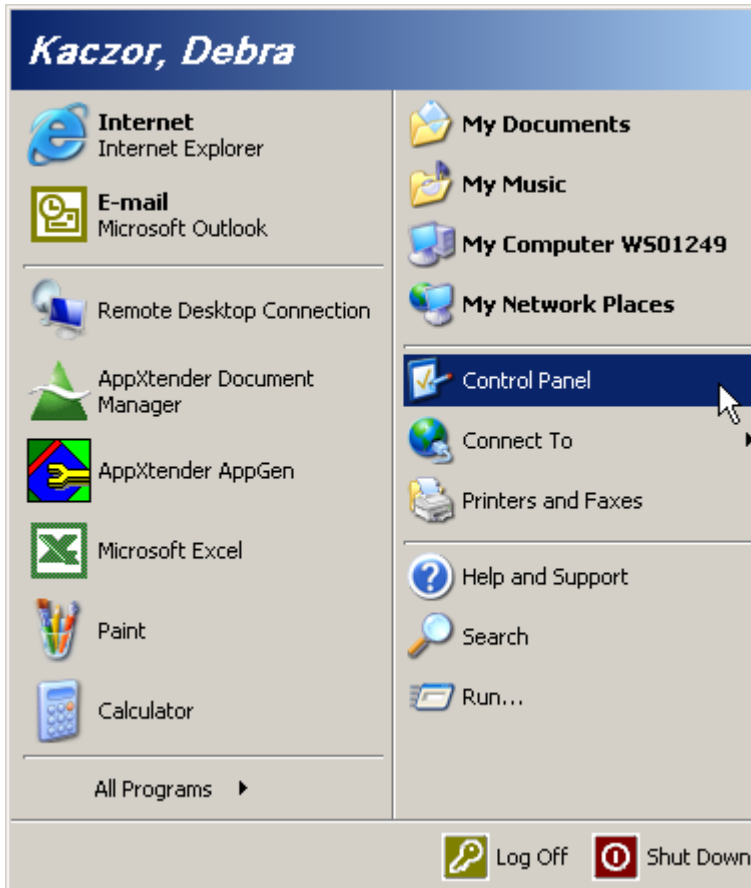 Kaczor, Debra
Internet
Internet Explorer
E-mail
Microsoft Outlook
Remote Desktop Connection
AppXtender Document
Manager
AppXtender AppGen
Microsoft Excel
Paint
Calculator
All Programs
My Documents
My Music
My Computer WS01249
My Network Places
Control Panel
Connect To
Printers and Faxes
Help and Support
Search
Run...
Log Off
Shut Down